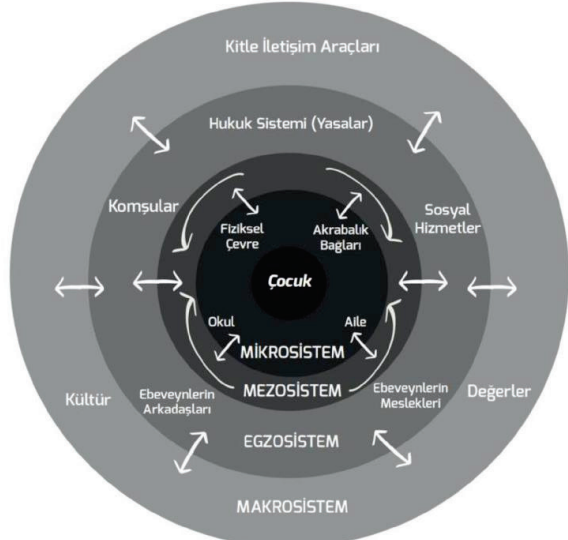 Kitle İletişim Araçları
Hukuk Sistemi (Yasalar)
Komşular
Sosyal
Hizmetler
Fiziksel
Çevre
Akrabalık
Bağları
Çocuk
Okul
Aile
MİKROSİSTEM
MEZOSİSTEM
Kültür
Ebeveynlerin
Arkadaşları
Ebeveynlerin
Meslekleri
Değerler
EGZOSİSTEM
MAKROSİSTEM